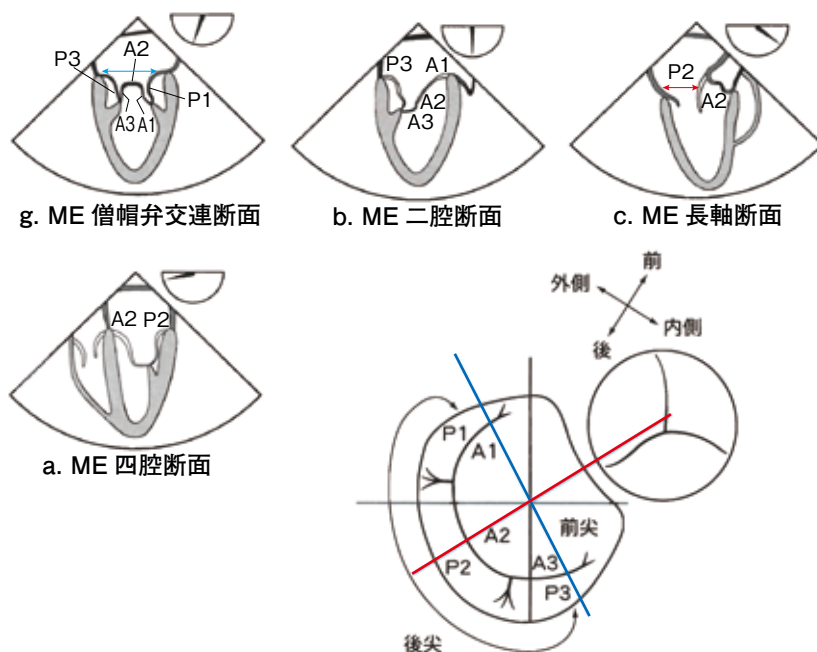 A2
P3
P1
A3
A1
g. ME 僧帽弁交連断面
P3
A1
A2
A3
b. ME 二腔断面
P2
A2
c. ME 長軸断面
A2
P2
a. ME 四腔断面
前
外側
内側
後
P1
A1
A2
前尖
P2
A3
P3
後尖